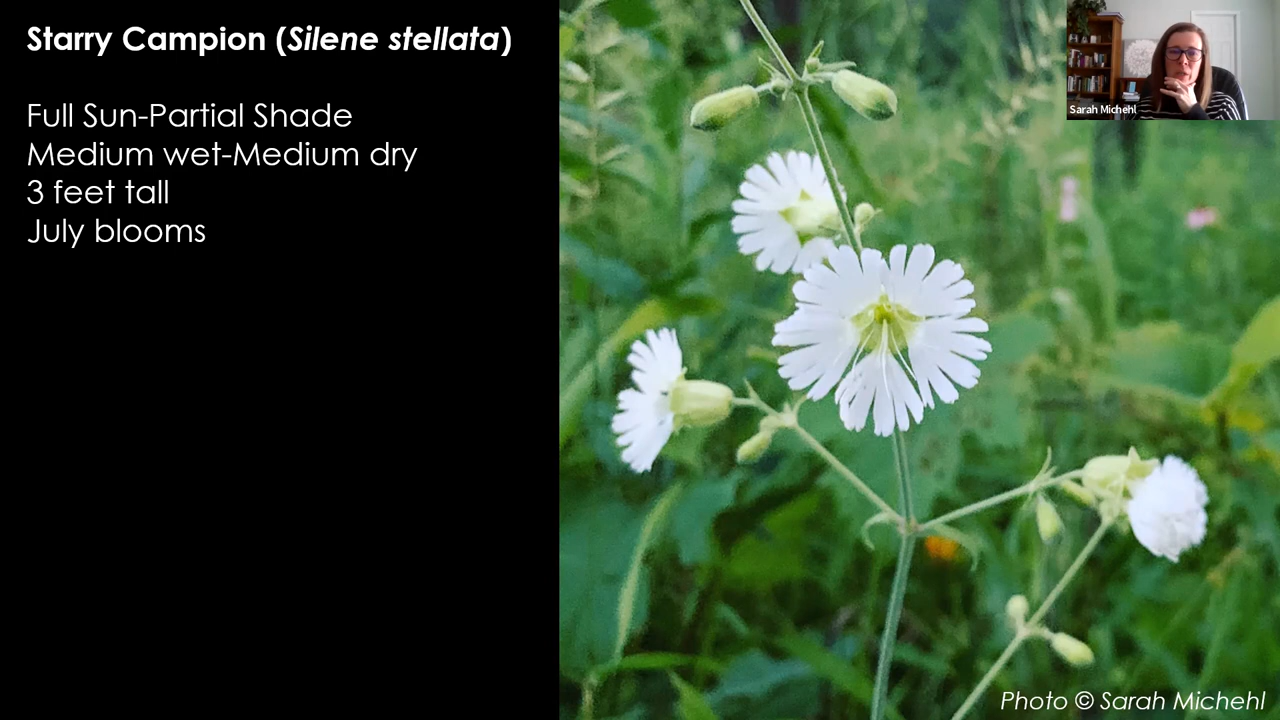 Starry Campion (Silene stellata)
Full Sun-Partial Shade
Medium wet-Medium dry
3 feet tall
July blooms
Sarah Michehl
Photo © Sarah Michehl